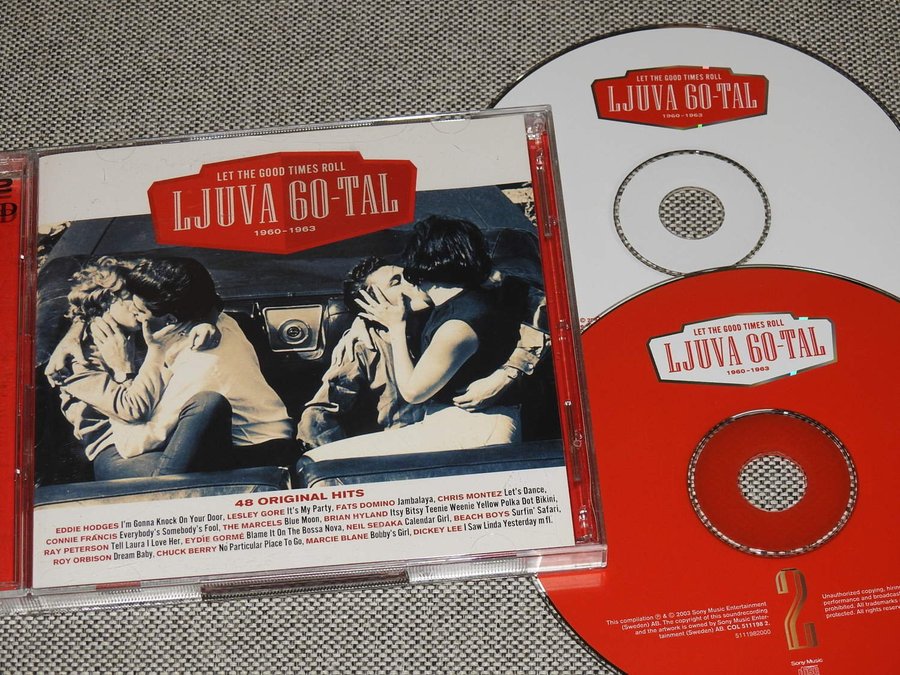 LET THE GOOD TIMES ROLL
LJUVA 60-TAL
1960-1963
48 ORIGINAL HITS
EDDIE HODGES I'm Gonna Knock On Your Door, LESLEY GORE It's My Party, FATS DOMINO Jambalaya, CHRIS MONTEZ Let's Dance,
CONNIE FRANCIS Everybody's Somebody's Fool, THE MARCELS Blue Moon, BRIAN HYLAND Itsy Bitsy Teenie Weenie Yellow Polka Dot Bikini,
RAY PETERSON Tell Laura I Love Her, EYDIE GORMÉ Blame It On The Bossa Nova, NEIL SEDAKA Calendar Girl, BEACH BOYS Surfin' Safari,
ROY ORBISON Dream Baby, CHUCK BERRY No Particular Place To Go, MARCIE BLANE Bobby's Girl, DICKEY LEE I Saw Linda Yesterday m fl.
LET THE GOOD TIMES ROLL
LJUVA 60-TAL
1960-1963
LET THE GOOD TIMES ROLL
LJUVA 60-TAL
1960-1963
This compilation ℗ & © 2003 Sony Music Entertainment
(Sweden) AB. The copyright of this soundrecording
and the artwork is owned by Sony Music Enter-
tainment (Sweden) AB. COL 511198 2.
5111982000
2
Sony Music
Unauthorized copying, hiring
performance and broadcast
prohibited. All trademarks
protected. All rights reserv